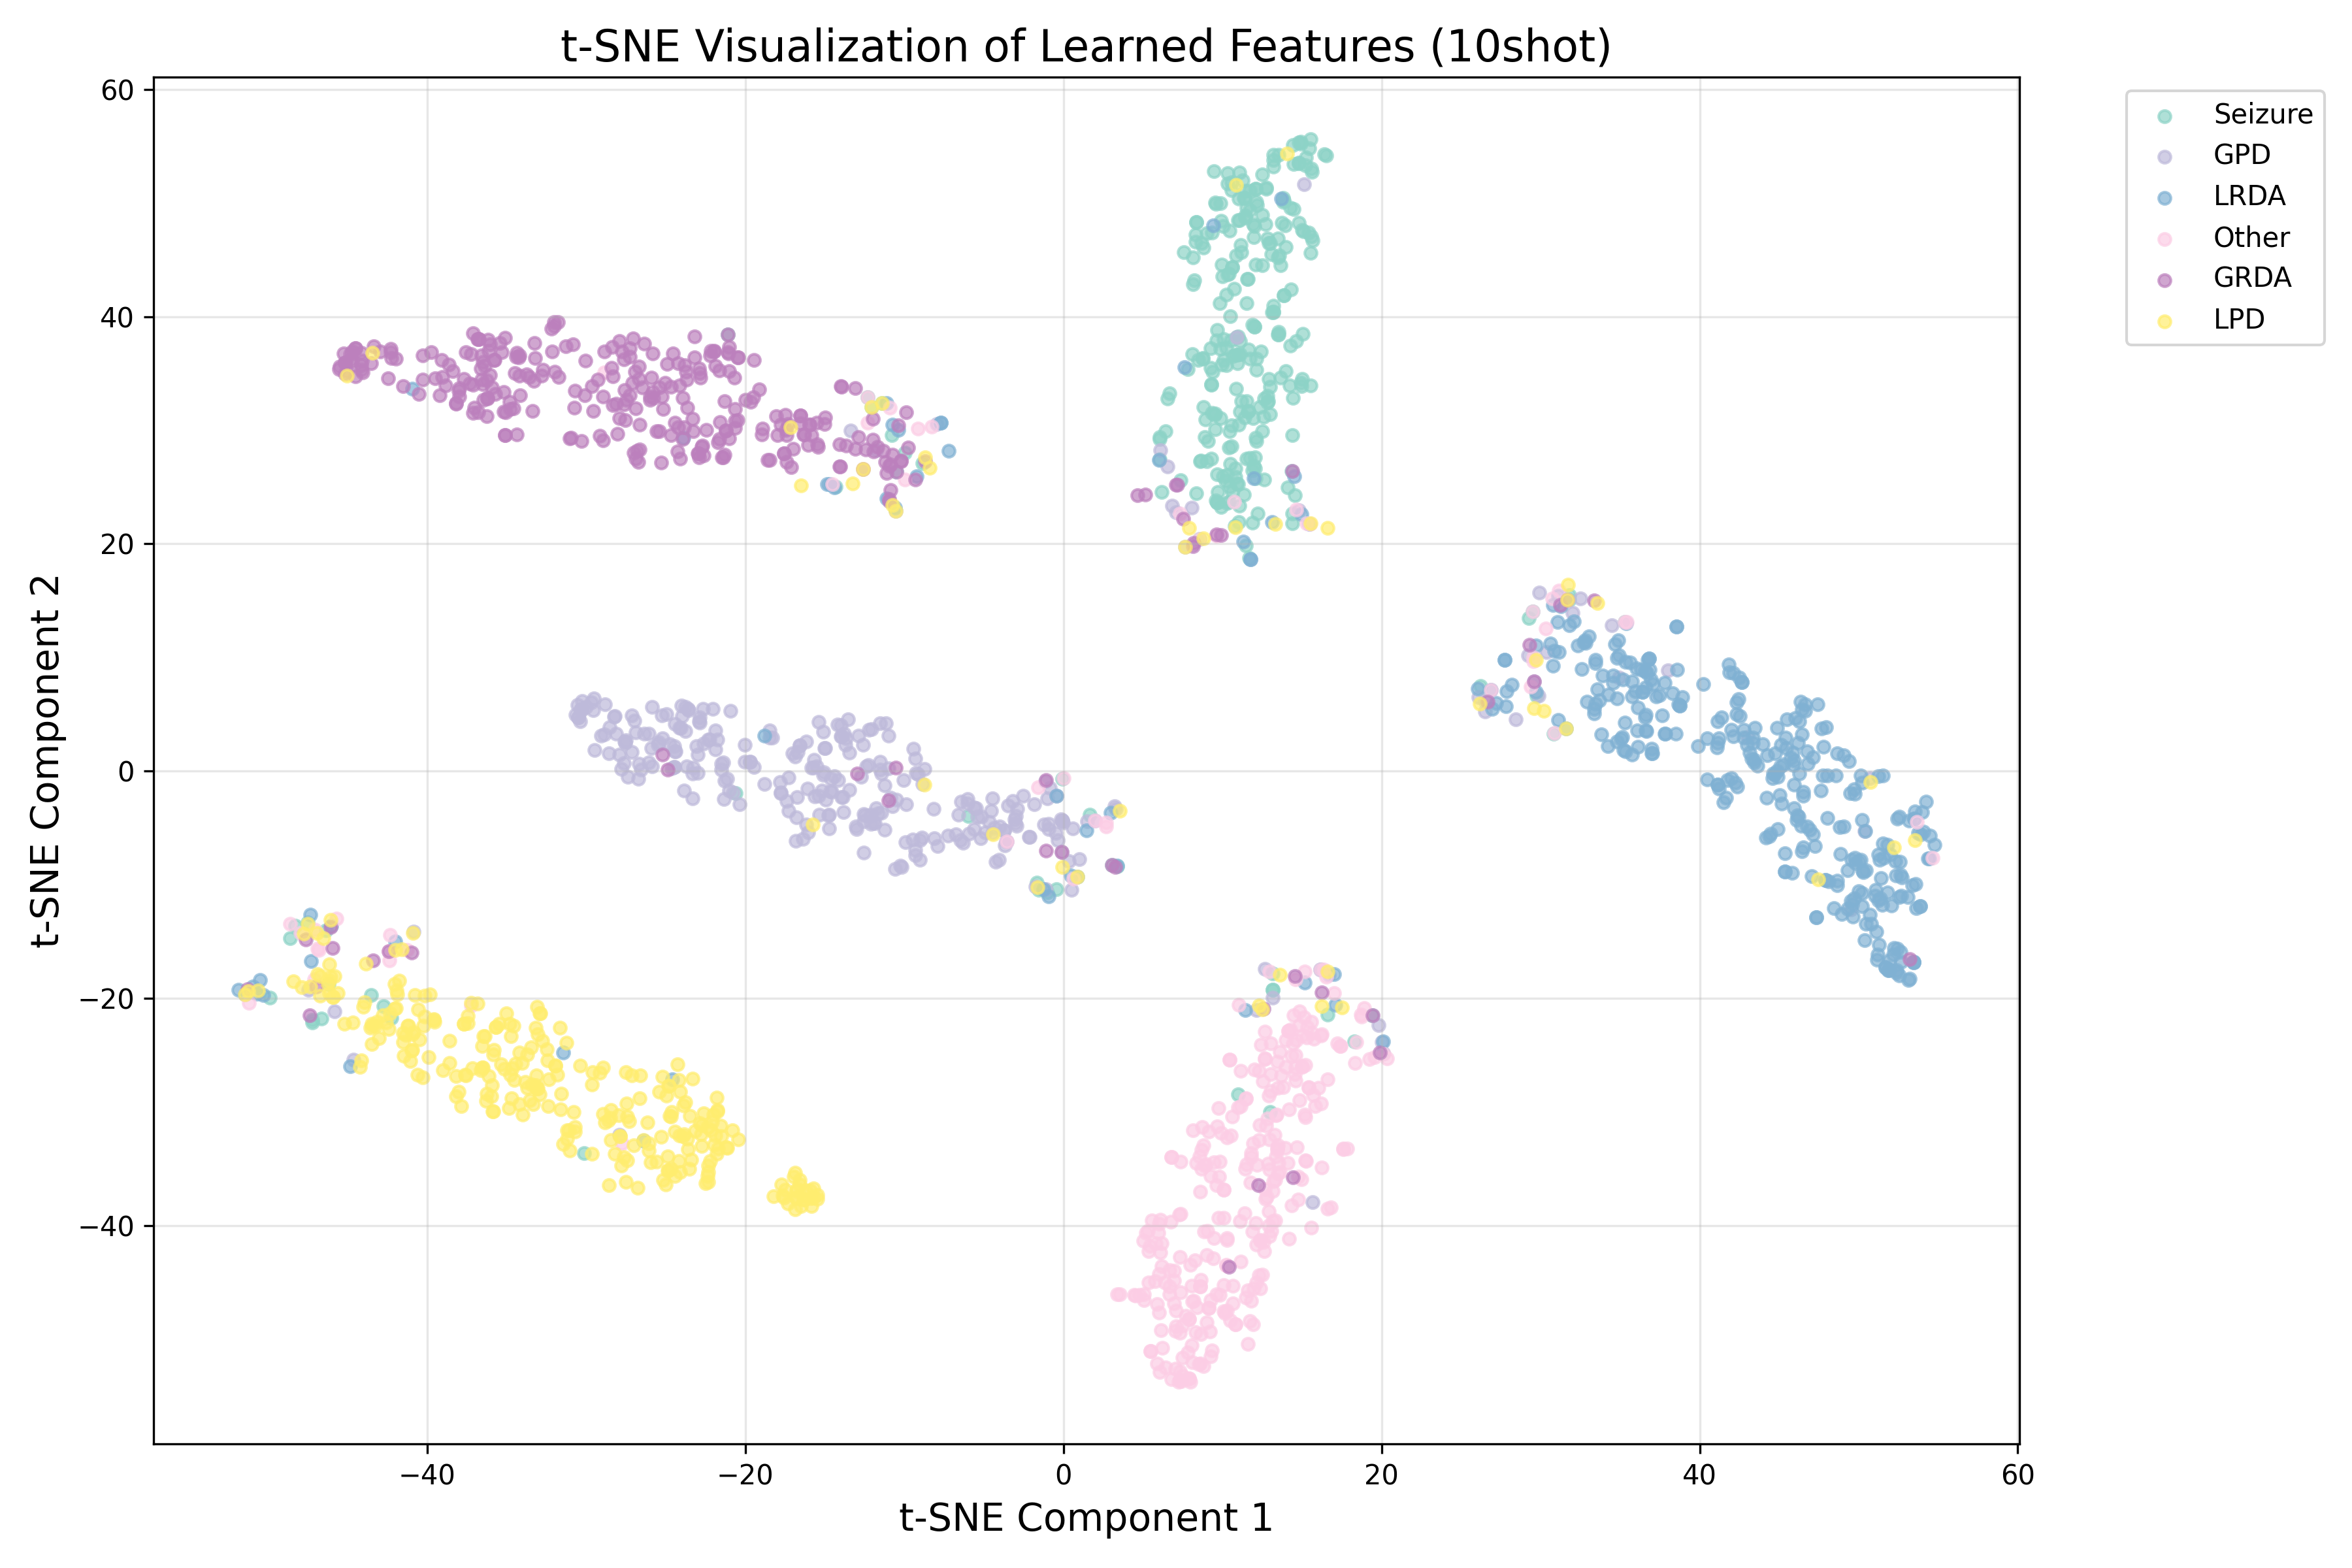 t-SNE Visualization of Learned Features (10shot)
60
40
20
0
−20
−40
−40
−20
0
20
40
60
t-SNE Component 1
t-SNE Component 2
Seizure
GPD
LRDA
Other
GRDA
LPD